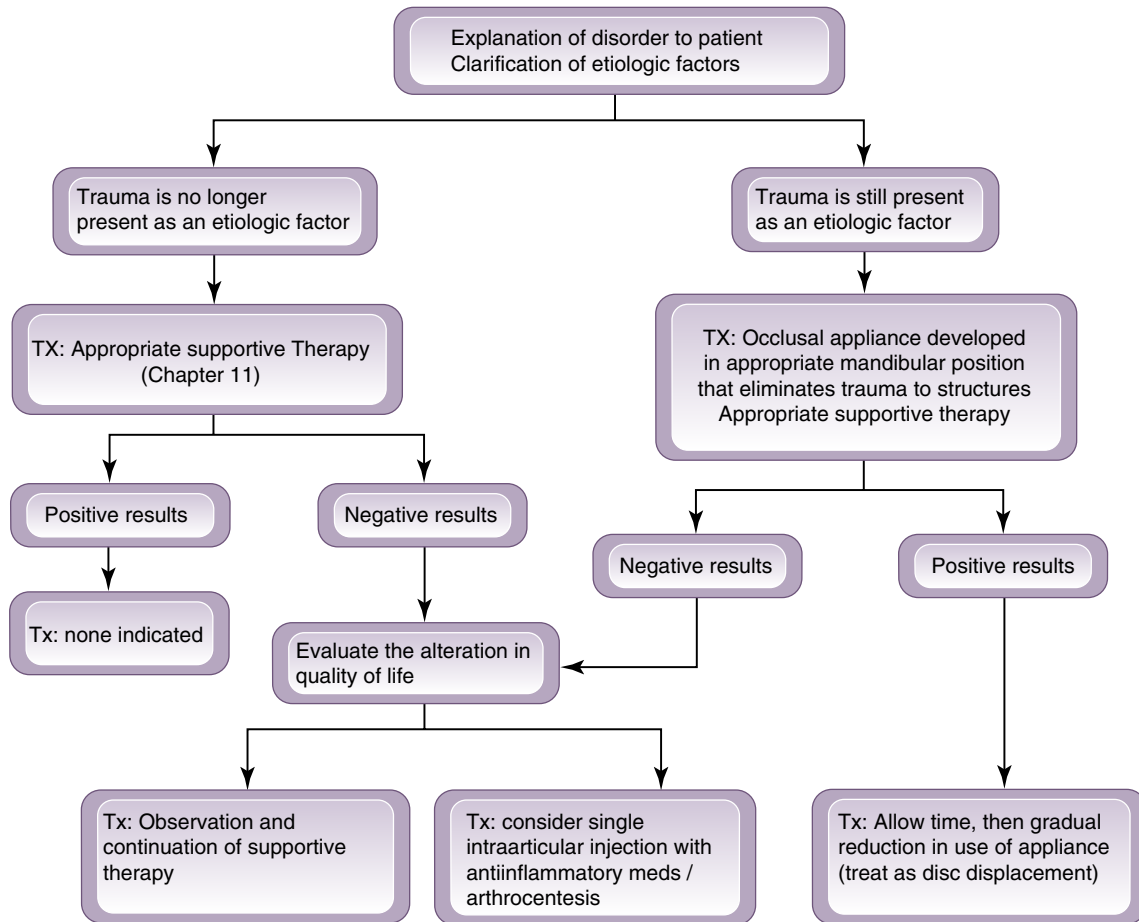 Explanation of disorder to patient
Clarification of etiologic factors
Trauma is no longer
present as an etiologic factor
Trauma is still present
as an etiologic factor
TX: Appropriate supportive Therapy
(Chapter 11)
TX: Occlusal appliance developed
in appropriate mandibular position
that eliminates trauma to structures
Appropriate supportive therapy
Positive results
Negative results
Negative results
Positive results
Tx: none indicated
Evaluate the alteration in
quality of life
Tx: Observation and
continuation of supportive
therapy
Tx: consider single
intraarticular injection with
antiinflammatory meds /
arthrocentesis
Tx: Allow time, then gradual
reduction in use of appliance
(treat as disc displacement)